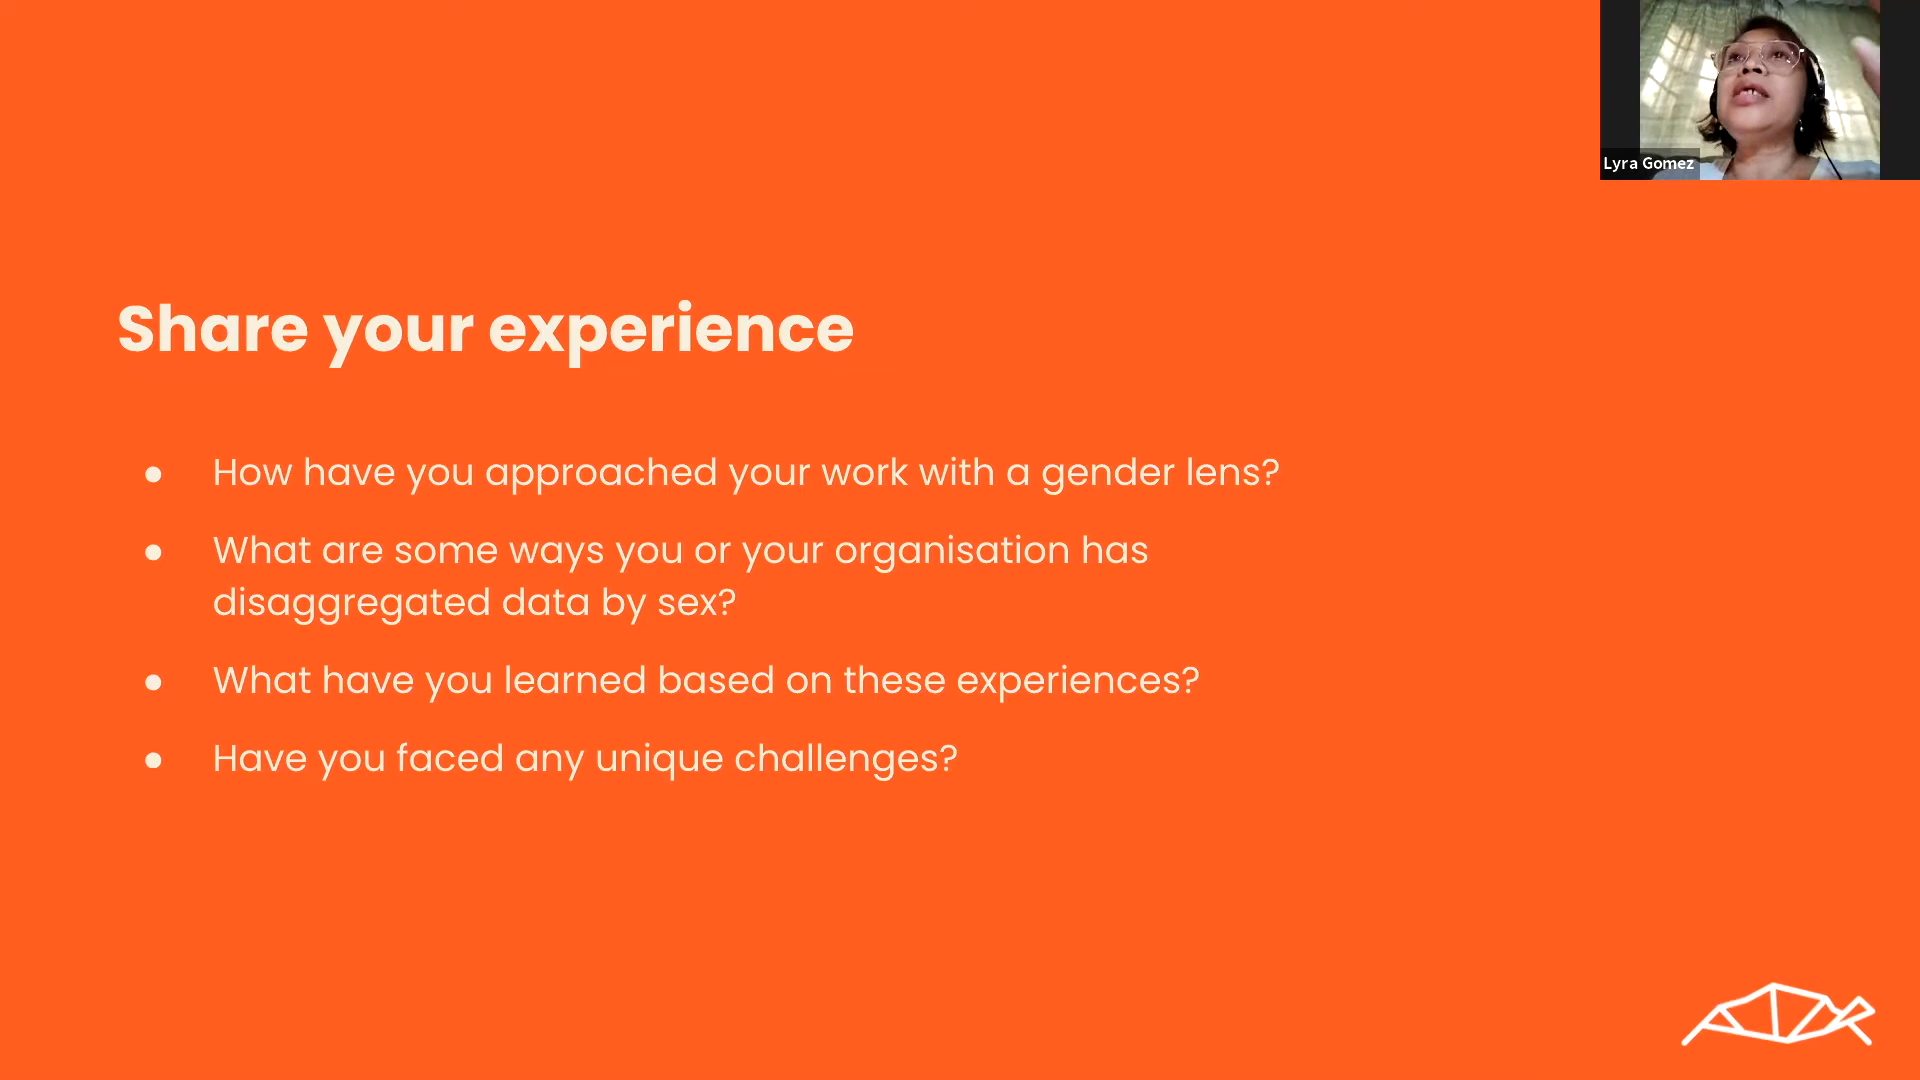 Lyra Gomez
Share your experience
● How have you approached your work with a gender lens?
● What are some ways you or your organisation has
disaggregated data by sex?
● What have you learned based on these experiences?
● Have you faced any unique challenges?